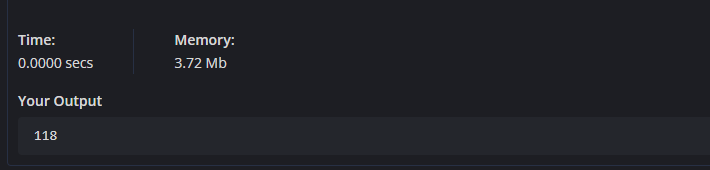 Time:
Memory:
0.0000 secs
3.72 Mb
Your Output
118